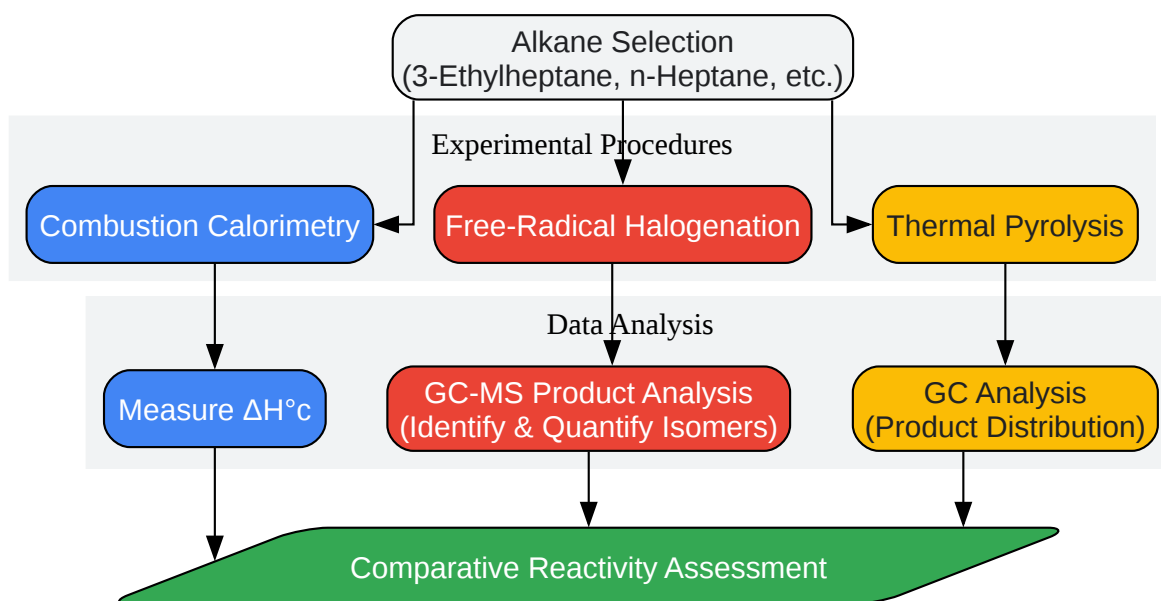 Alkane Selection
(3-Ethylheptane, n-Heptane, etc.)
Experimental Procedures
Combustion Calorimetry
Free-Radical Halogenation
Thermal Pyrolysis
Data Analysis
Measure ΔH°c
GC-MS Product Analysis
(Identify & Quantify Isomers)
GC Analysis
(Product Distribution)
Comparative Reactivity Assessment